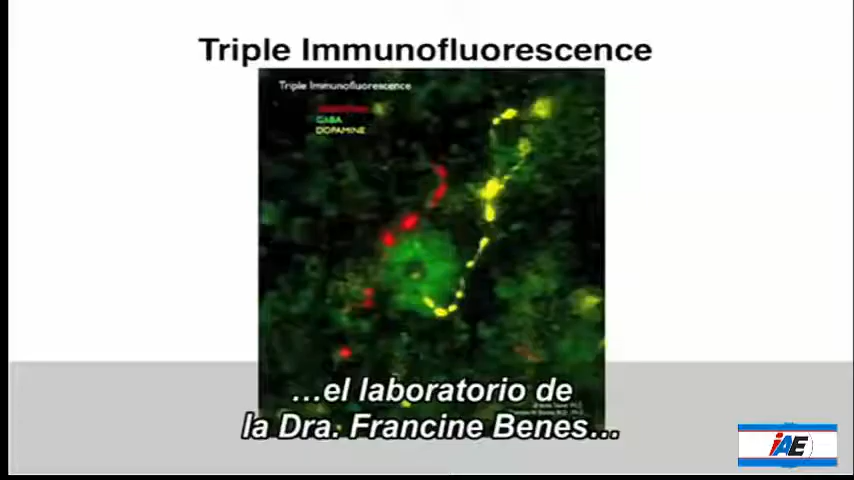 Triple Immunofluorescence
Triple Immunofluorescence
GABA
DOPAMINE
…el laboratorio de
la Dra. Francine Benes…
iAE